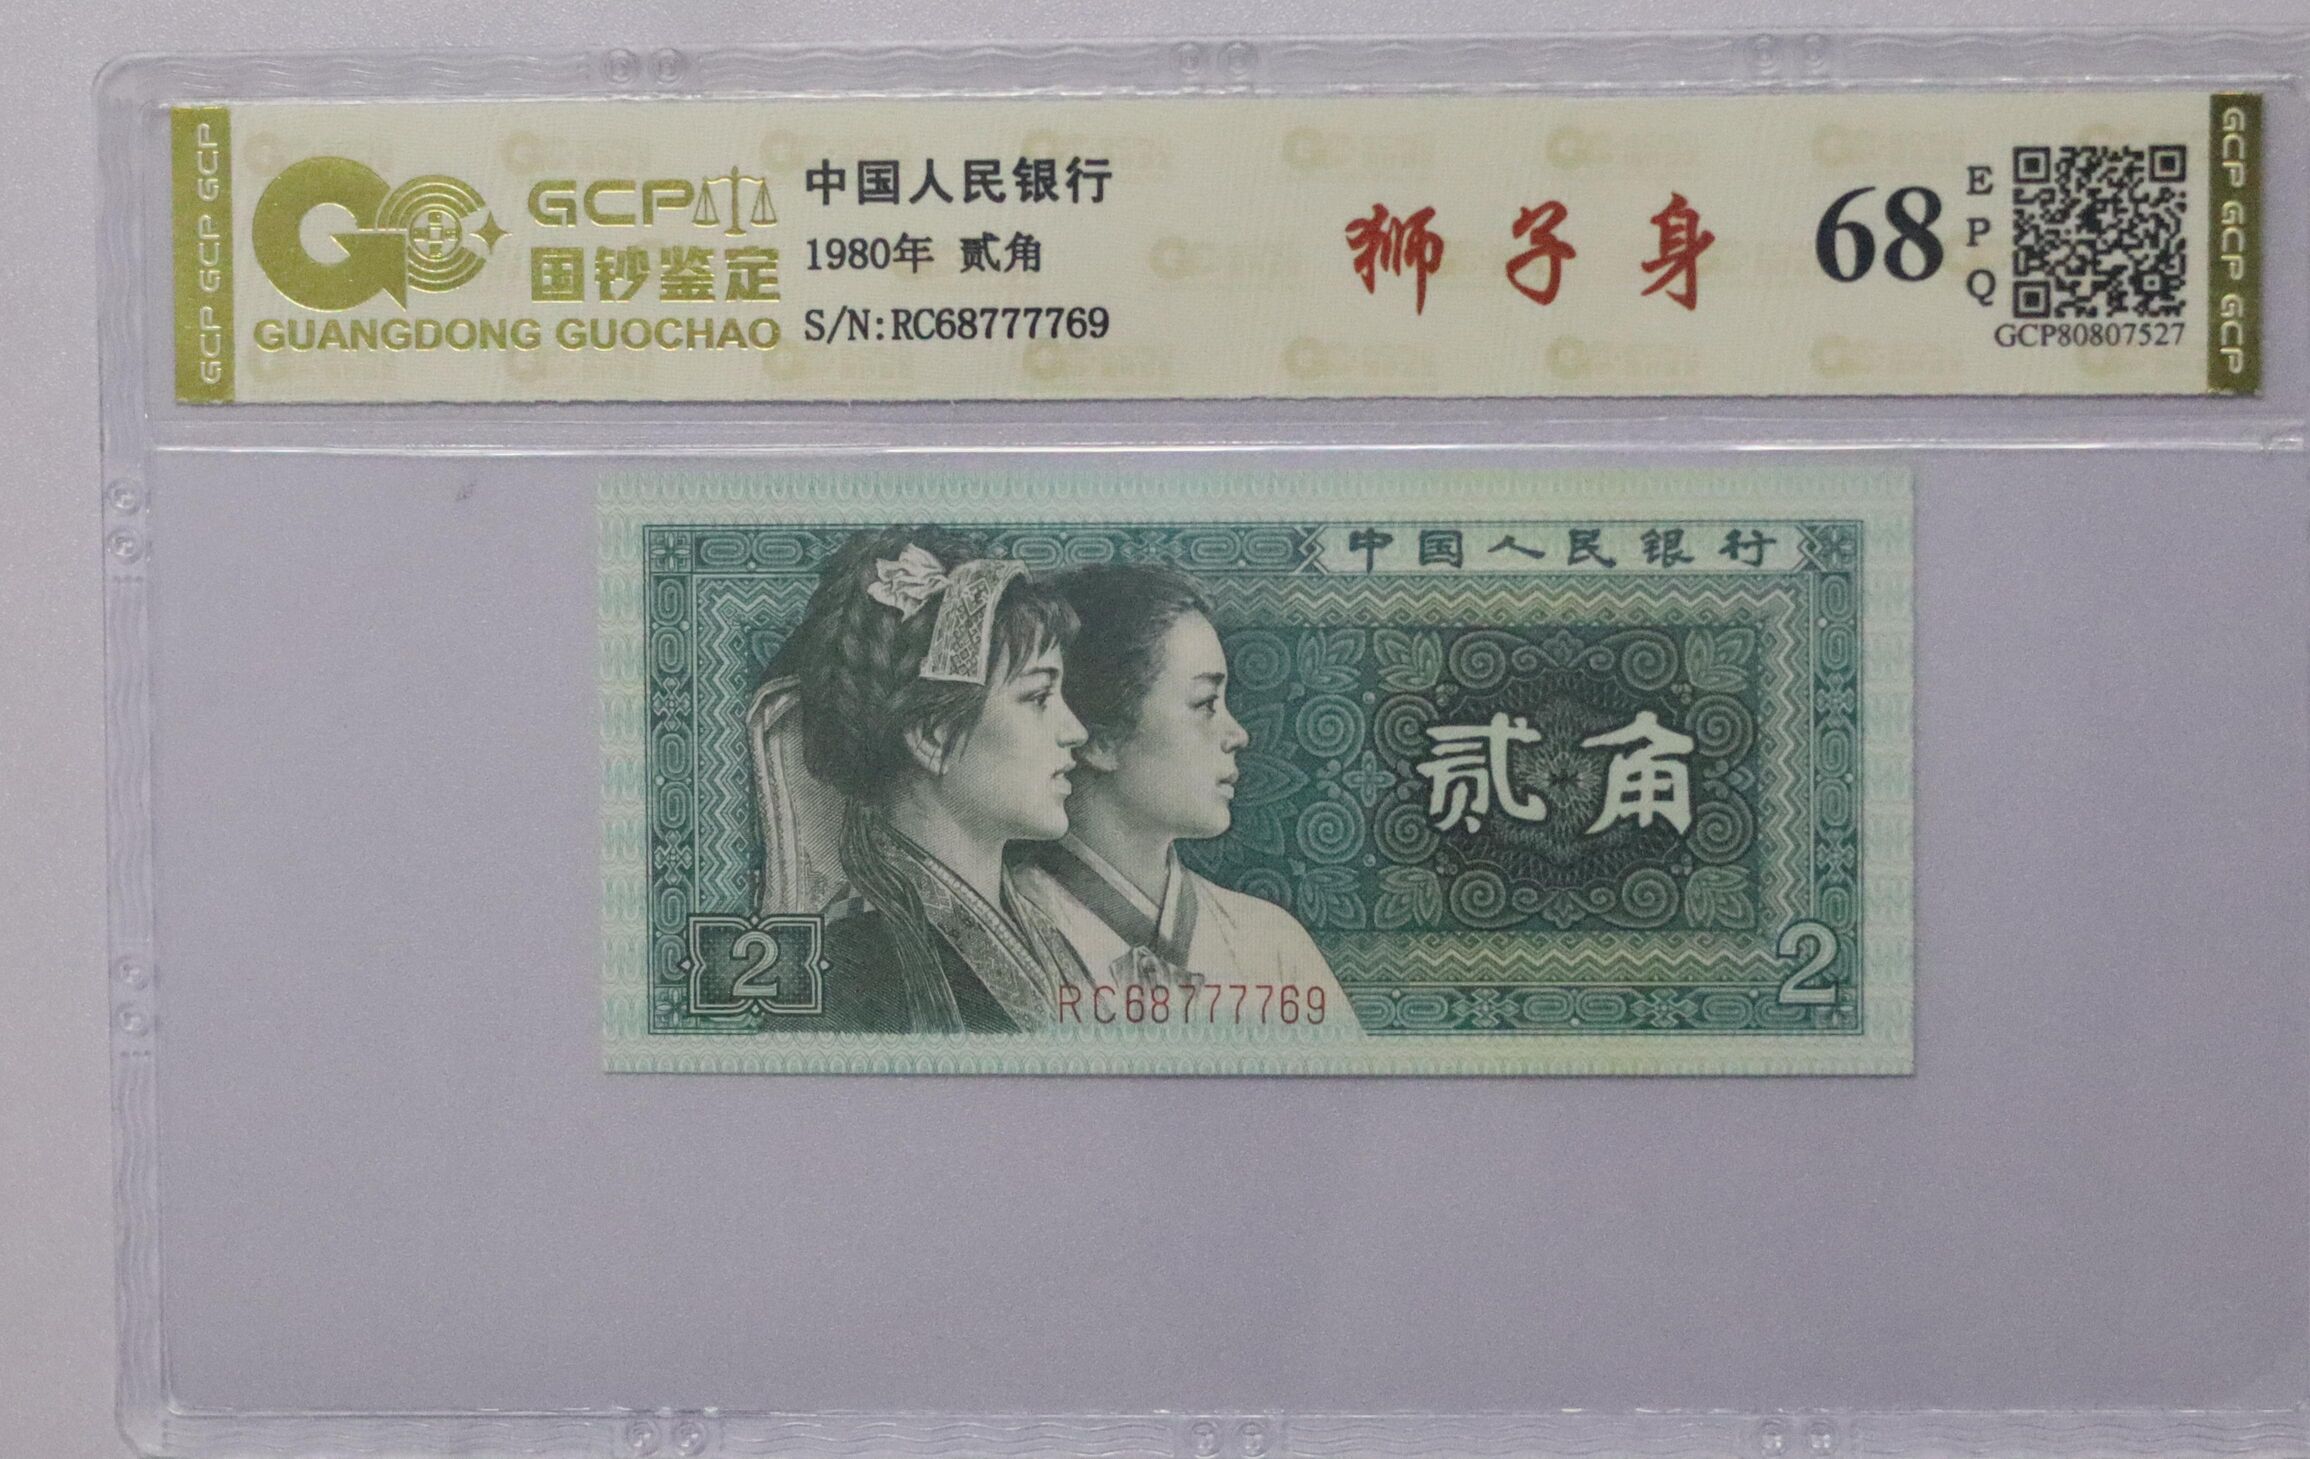 GCP GCP GCP
GCP
国钞鉴定
GUANGDONG GUOCHAO
中国人民银行
1980年 贰角
S/N:RC68777769
狮子身
68
EPQ
GCP80807527
GCP GCP GCP
中国人民银行
贰角
2
2
RC68777769